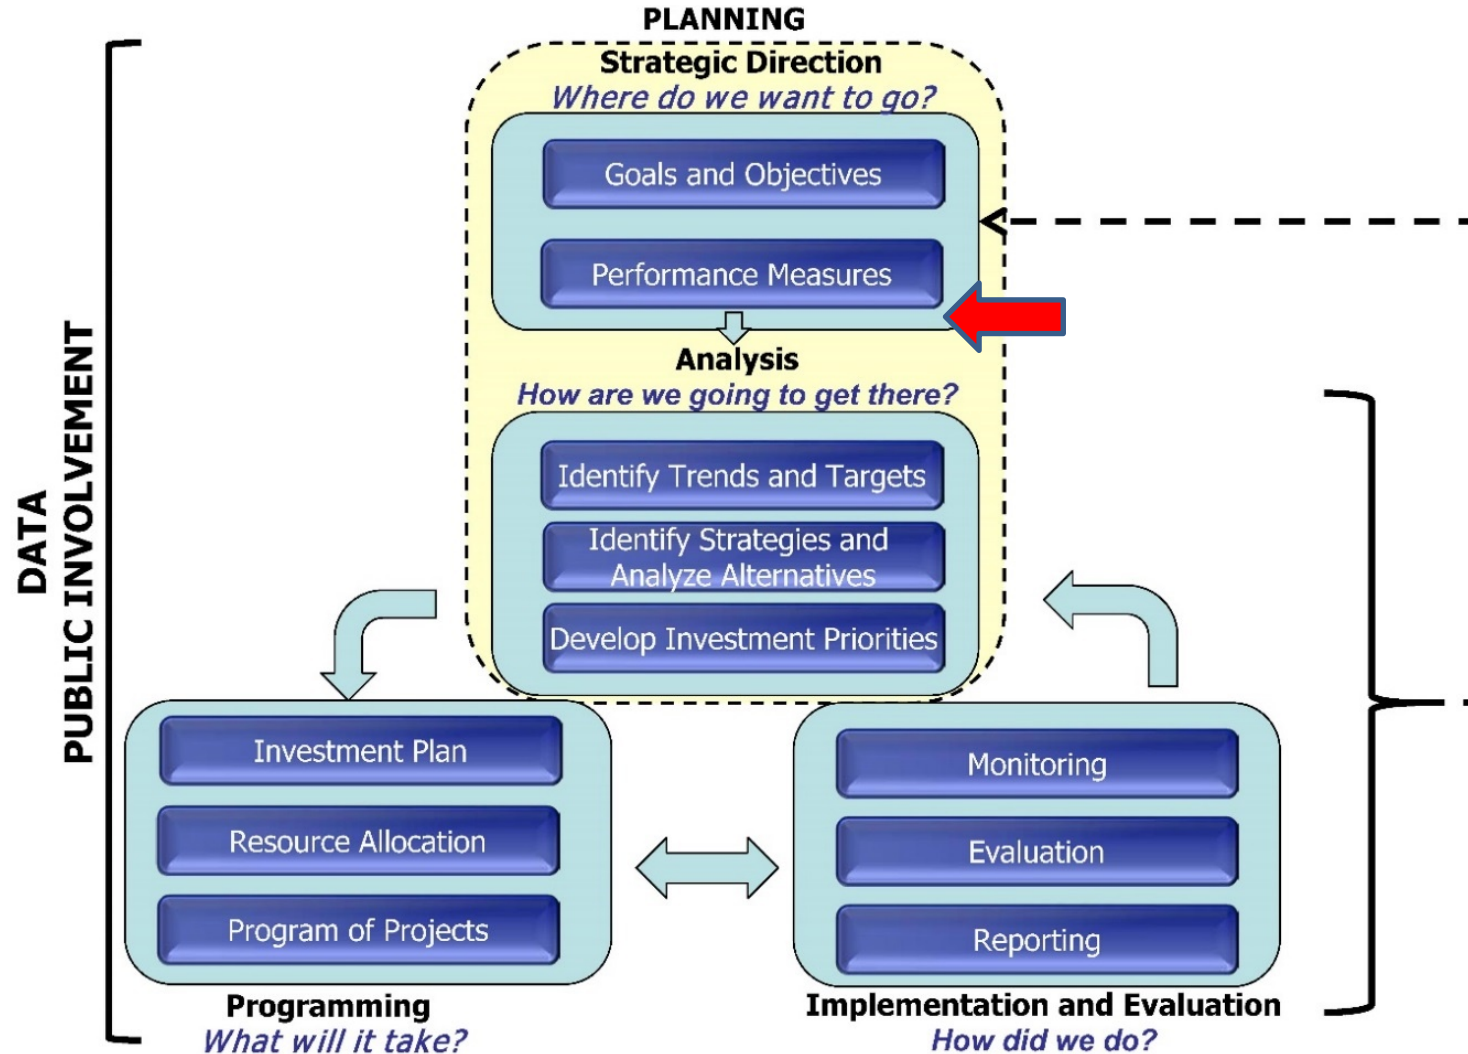 PLANNING
Strategic Direction
Where do we want to go?
Goals and Objectives
Performance Measures
Analysis
How are we going to get there?
Identify Trends and Targets
Identify Strategies and
Analyze Alternatives
Develop Investment Priorities
DATA
PUBLIC INVOLVEMENT
Investment Plan
Resource Allocation
Program of Projects
Programming
What will it take?
Monitoring
Evaluation
Reporting
Implementation and Evaluation
How did we do?